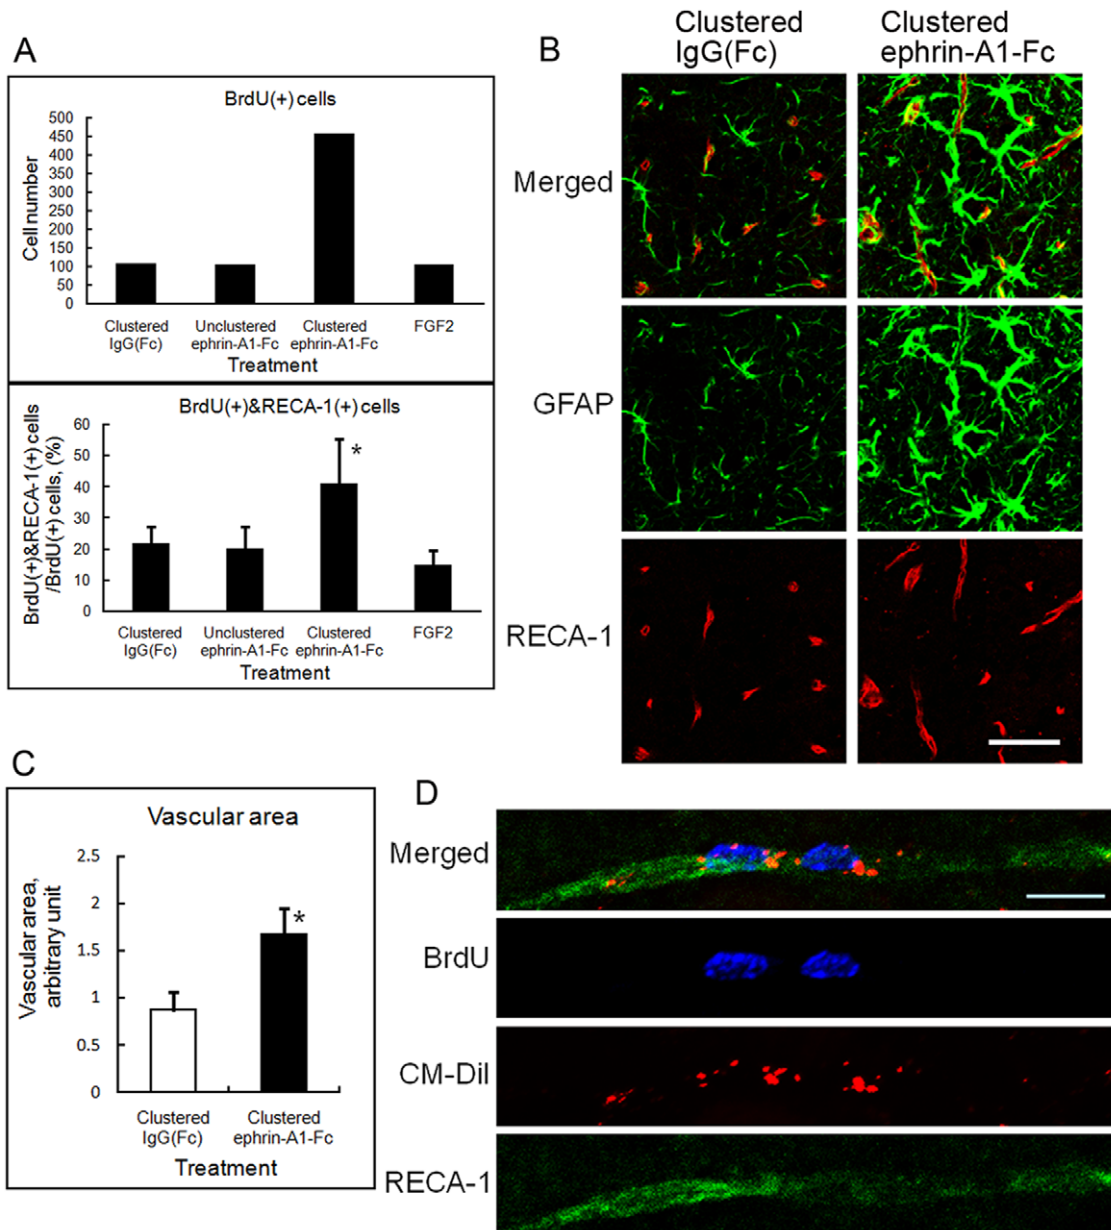 A
BrdU(+) cells
Cell number
500
450
400
350
300
250
200
150
100
50
0
Clustered
IgG(Fc)
Unclustered
ephrin-A1-Fc
Clustered
ephrin-A1-Fc
FGF2
Treatment
BrdU(+)&RECA-1(+) cells
BrdU(+)&RECA-1(+) cells
/BrdU(+) cells, (%)
60
50
40
30
20
10
0
*
Clustered
IgG(Fc)
Unclustered
ephrin-A1-Fc
Clustered
ephrin-A1-Fc
FGF2
Treatment
B
Clustered
IgG(Fc)
Clustered
ephrin-A1-Fc
Merged
GFAP
RECA-1
C
Vascular area
Vascular area,
arbitrary unit
2.5
2
1.5
1
0.5
0
*
Clustered
IgG(Fc)
Clustered
ephrin-A1-Fc
Treatment
D
Merged
BrdU
CM-DiI
RECA-1